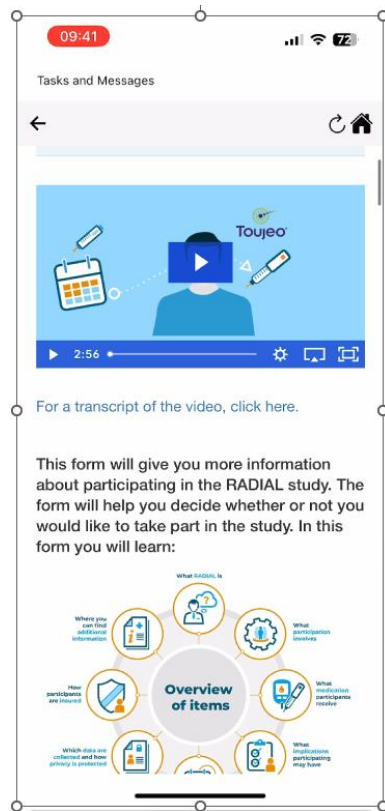 09:41
72
Tasks and Messages
Toujeo
2:56
For a transcript of the video, click here.
This form will give you more information
about participating in the RADIAL study. The
form will help you decide whether or not you
would like to take part in the study. In this
form you will learn:
What RADIAL is
Where you
can find
additional
information
What
participation
involves
How
participants
are insured
Overview
of items
What
medication
participants
receive
Which data are
collected and how
privacy is protected
What
implications
participating
may have